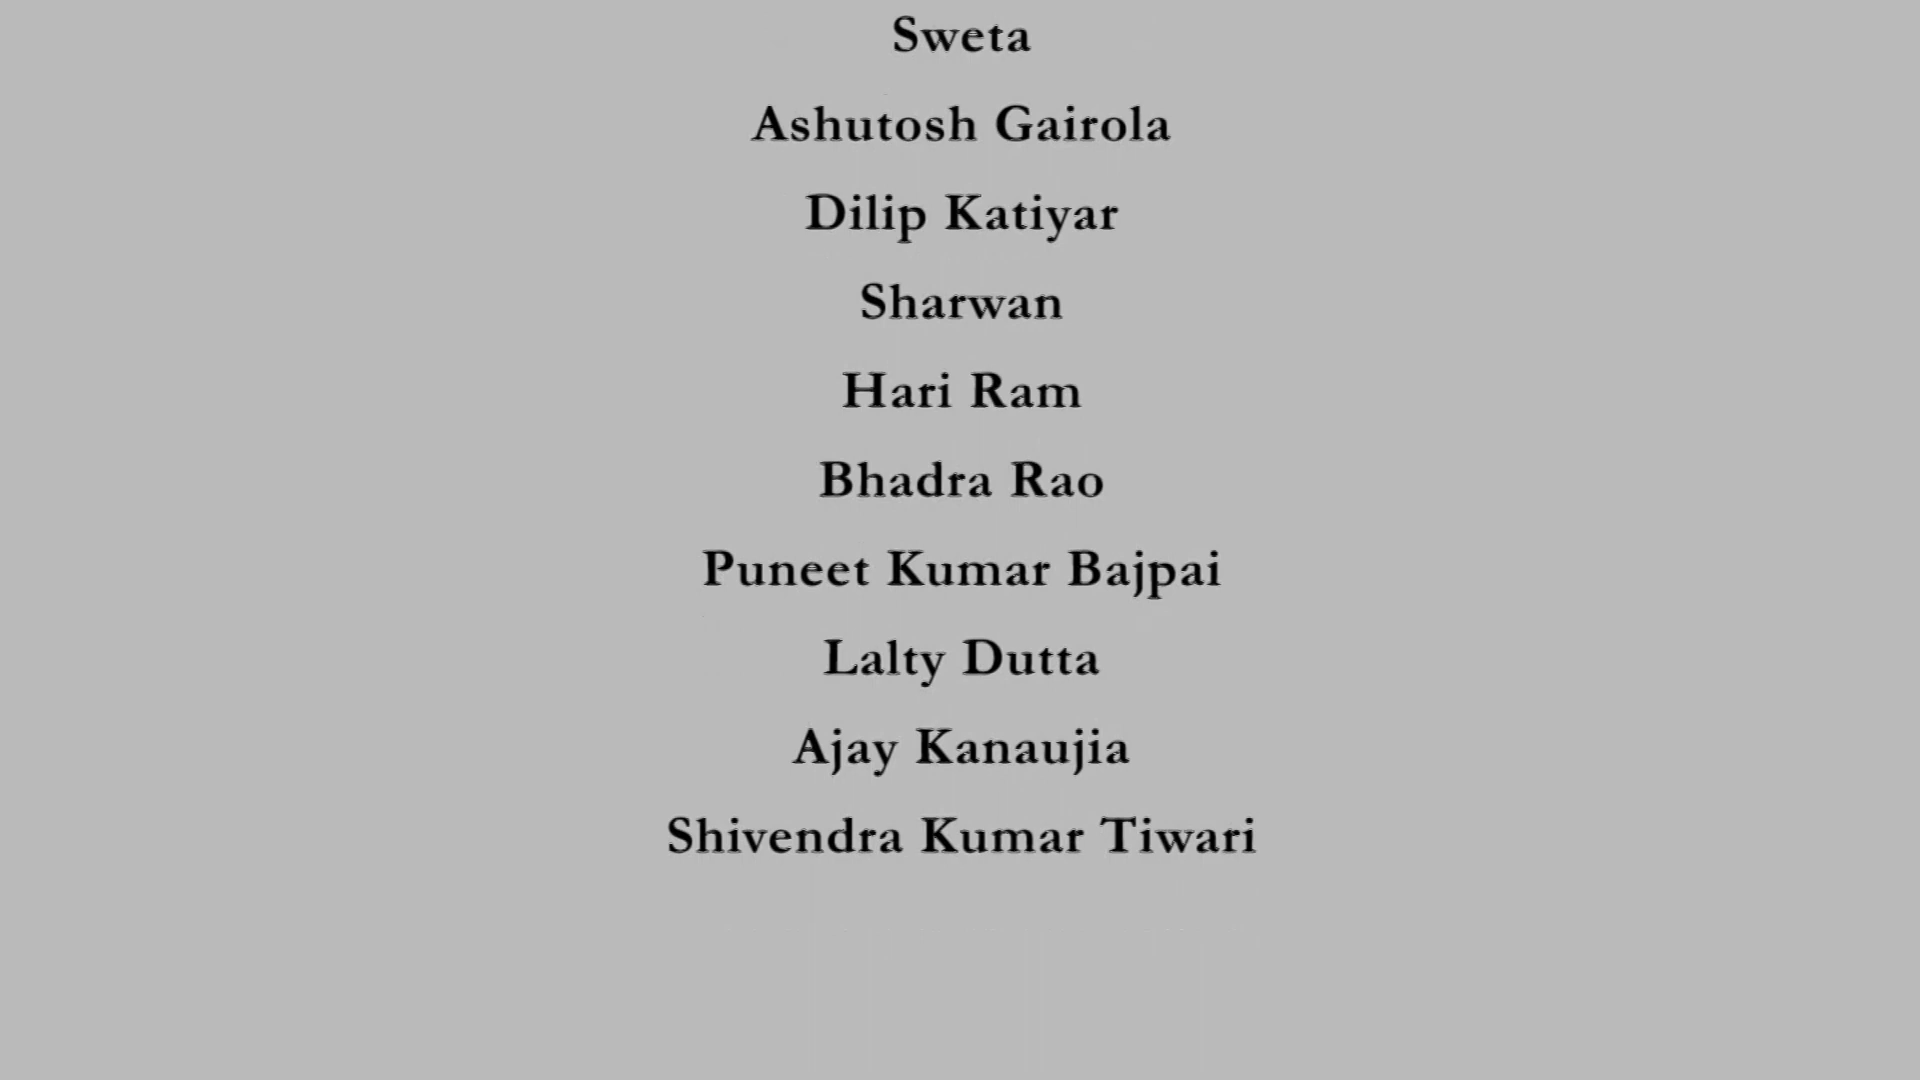 Sweta
Ashutosh Gairola
Dilip Katiyar
Sharwan
Hari Ram
Bhadra Rao
Puneet Kumar Bajpai
Lalty Dutta
Ajay Kanaujia
Shivendra Kumar Tiwari